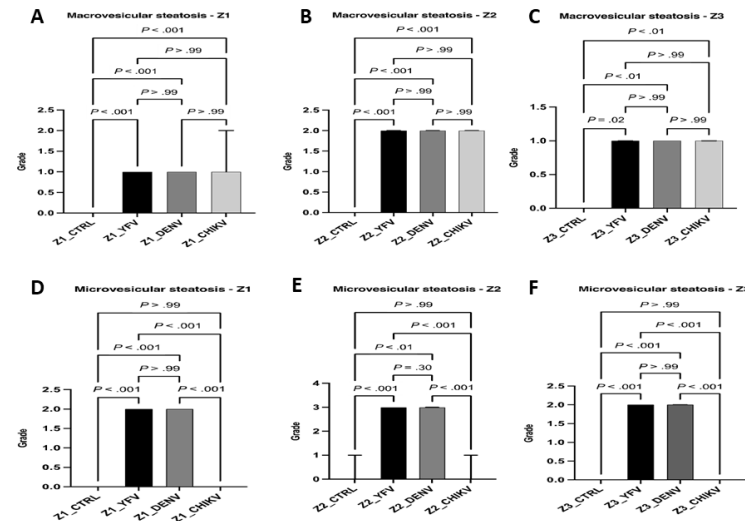 A
Macrovesicular steatosis - Z1
P < .001
P > .99
P < .001
P > .99
P < .001
P > .99
Grade
2.5
2.0
1.5
1.0
0.5
0.0
Z1_CTRL
Z1_YFV
Z1_DENV
Z1_CHIKV
B
Macrovesicular steatosis - Z2
P < .001
P > .99
P < .001
P > .99
P < .001
P > .99
Grade
2.5
2.0
1.5
1.0
0.5
0.0
Z2_CTRL
Z2_YFV
Z2_DENV
Z2_CHIKV
C
Macrovesicular steatosis - Z3
P < .01
P > .99
P < .01
P > .99
P = .02
P > .99
Grade
1.5
1.0
0.5
0.0
Z3_CTRL
Z3_YFV
Z3_DENV
Z3_CHIKV
D
Microvesicular steatosis - Z1
P > .99
P < .001
P < .001
P > .99
P < .001
P < .001
Grade
2.5
2.0
1.5
1.0
0.5
0.0
Z1_CTRL
Z1_YFV
Z1_DENV
Z1_CHIKV
E
Microvesicular steatosis - Z2
P > .99
P < .001
P < .01
P = .30
P < .001
P < .001
Grade
4
3
2
1
0
Z2_CTRL
Z2_YFV
Z2_DENV
Z2_CHIKV
F
Microvesicular steatosis -
P > .99
P < .001
P < .001
P > .99
P < .001
P < .001
Grade
2.5
2.0
1.5
1.0
0.5
0.0
Z3_CTRL
Z3_YFV
Z3_DENV
Z3_CHIKV